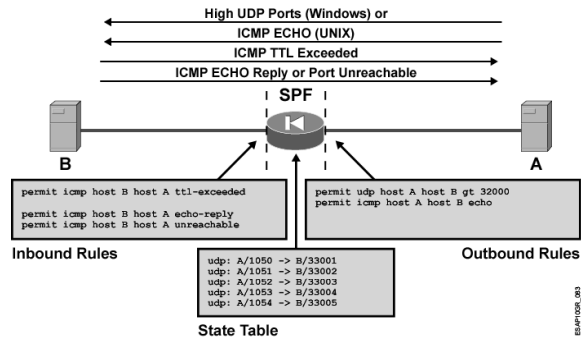 High UDP Ports (Windows) or
ICMP ECHO (UNIX)
ICMP TTL Exceeded
ICMP ECHO Reply or Port Unreachable
SPF
B
A
permit icmp host B host A ttl-exceeded
permit icmp host B host A echo-reply
permit icmp host B host A unreachable
Inbound Rules
permit udp host A host B gt 32000
permit icmp host A host B echo
Outbound Rules
udp: A/1050 -> B/33001
udp: A/1051 -> B/33002
udp: A/1052 -> B/33003
udp: A/1053 -> B/33004
udp: A/1054 -> B/33005
State Table
ESAP10GR_083